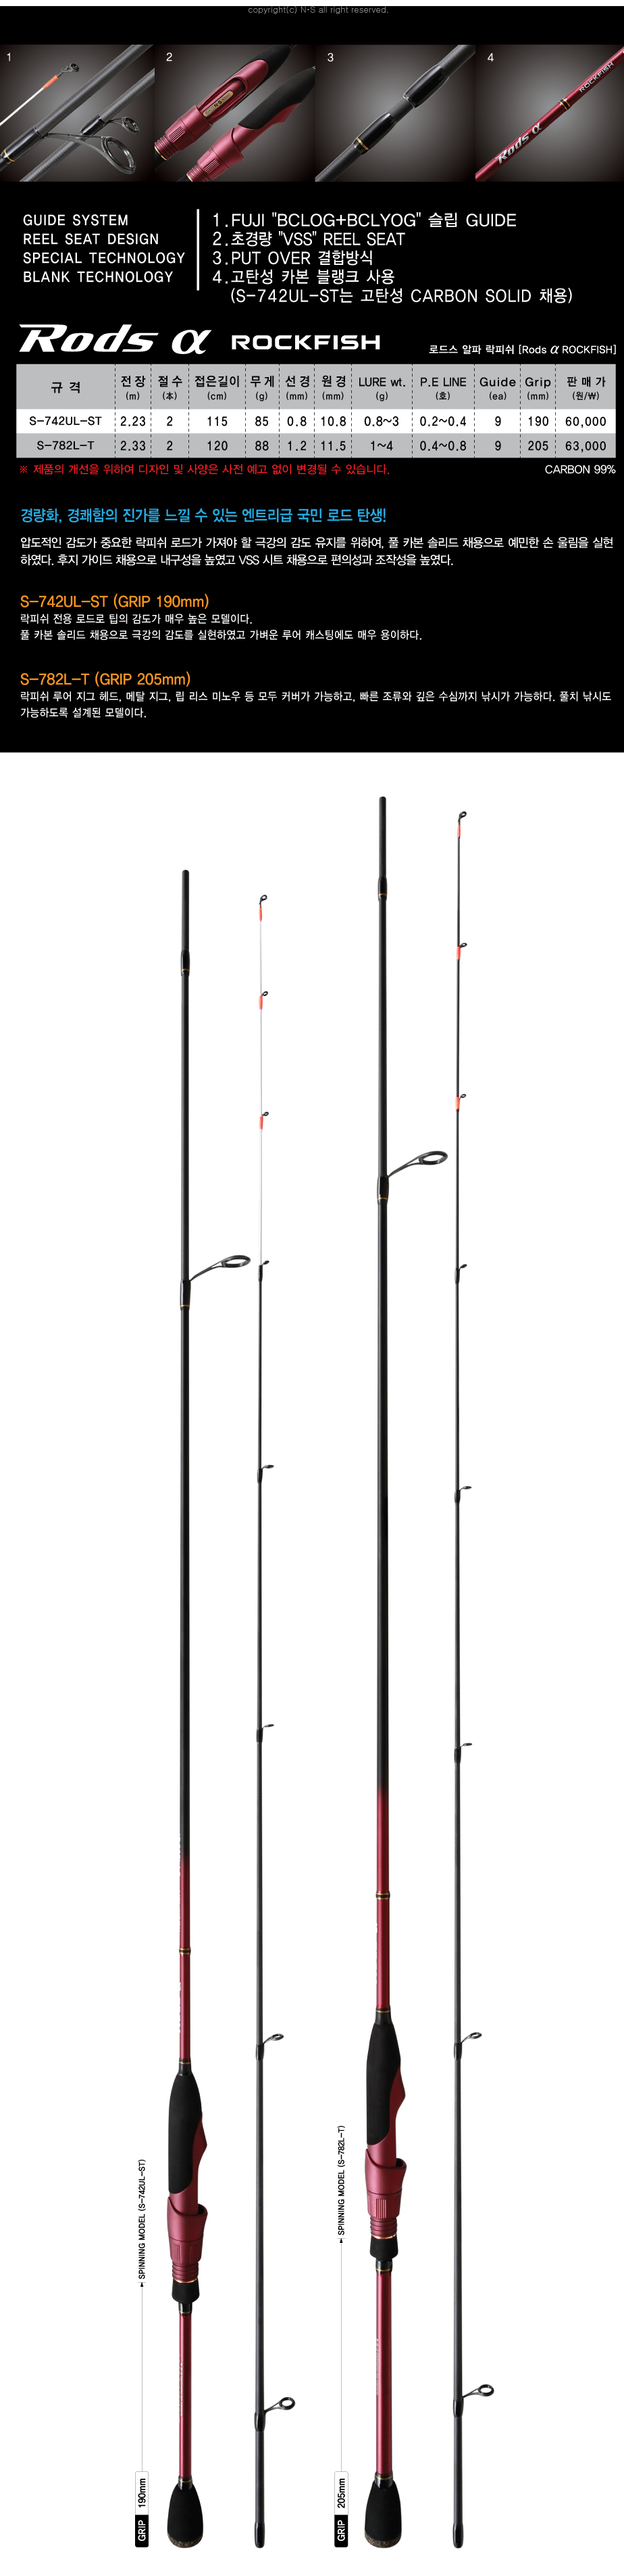 copyright(c) N·S all right reserved.
1
2
3
4
Rods α ROCKFISH
GUIDE SYSTEM
REEL SEAT DESIGN
SPECIAL TECHNOLOGY
BLANK TECHNOLOGY
1.FUJI "BCLOG+BCLYOG" 슬림 GUIDE
2.초경량 "VSS" REEL SEAT
3.PUT OVER 결합방식
4.고탄성 카본 블랭크 사용
(S-742UL-ST는 고탄성 CARBON SOLID 채용)
Rods α ROCKFISH
로드스 알파 락피쉬 [Rods α ROCKFISH]
규 격 전 장 (m) 절 수 (本) 접은길이 (cm) 무 게 (g) 선 경 (mm) 원 경 (mm) LURE wt. (g) P.E LINE (호) Guide (ea) Grip (mm) 판 매 가 (원/₩)
S-742UL-ST 2.23 2 115 85 0.8 10.8 0.8~3 0.2~0.4 9 190 60,000
S-782L-T 2.33 2 120 88 1.2 11.5 1~4 0.4~0.8 9 205 63,000
※ 제품의 개선을 위하여 디자인 및 사양은 사전 예고 없이 변경될 수 있습니다.
CARBON 99%
경량화, 경쾌함의 진가를 느낄 수 있는 엔트리급 국민 로드 탄생!
압도적인 감도가 중요한 락피쉬 로드가 가져야 할 극강의 감도 유지를 위하여, 풀 카본 솔리드 채용으로 예민한 손 울림을 실현
하였다. 후지 가이드 채용으로 내구성을 높였고 VSS 시트 채용으로 편의성과 조작성을 높였다.
S-742UL-ST (GRIP 190mm)
락피쉬 전용 로드로 팁의 감도가 매우 높은 모델이다.
풀 카본 솔리드 채용으로 극강의 감도를 실현하였고 가벼운 루어 캐스팅에도 매우 용이하다.
S-782L-T (GRIP 205mm)
락피쉬 루어 지그 헤드, 메탈 지그, 립 리스 미노우 등 모두 커버가 가능하고, 빠른 조류와 깊은 수심까지 낚시가 가능하다. 풀치 낚시도
가능하도록 설계된 모델이다.
SPINNING MODEL (S-742UL-ST)
GRIP 190mm
SPINNING MODEL (S-782L-T)
GRIP 205mm